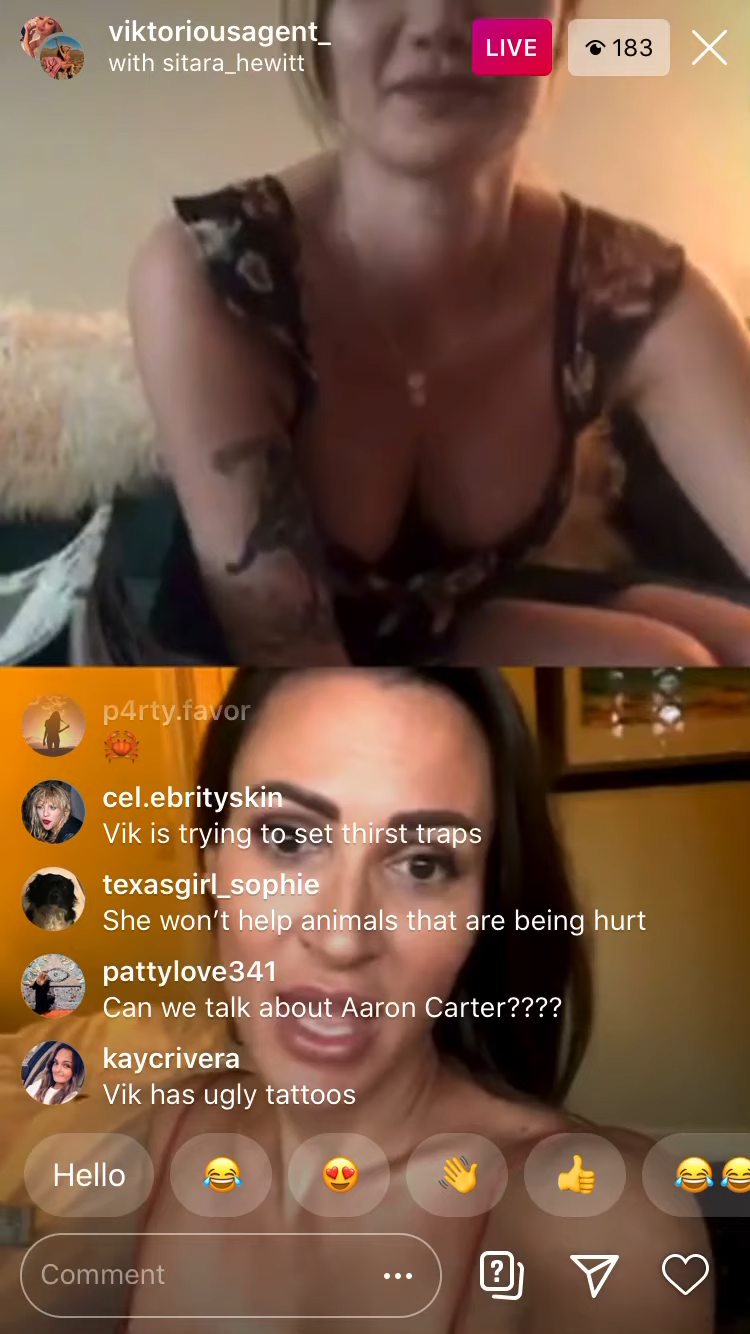 viktoriousagent_
with sitara_hewitt
LIVE
183
p4rty.favor
🦀
cel.ebrityskin
Vik is trying to set thirst traps
texasgirl_sophie
She won’t help animals that are being hurt
pattylove341
Can we talk about Aaron Carter????
kaycrivera
Vik has ugly tattoos
Hello 😂 😍 👋 👍 😂😂
Comment